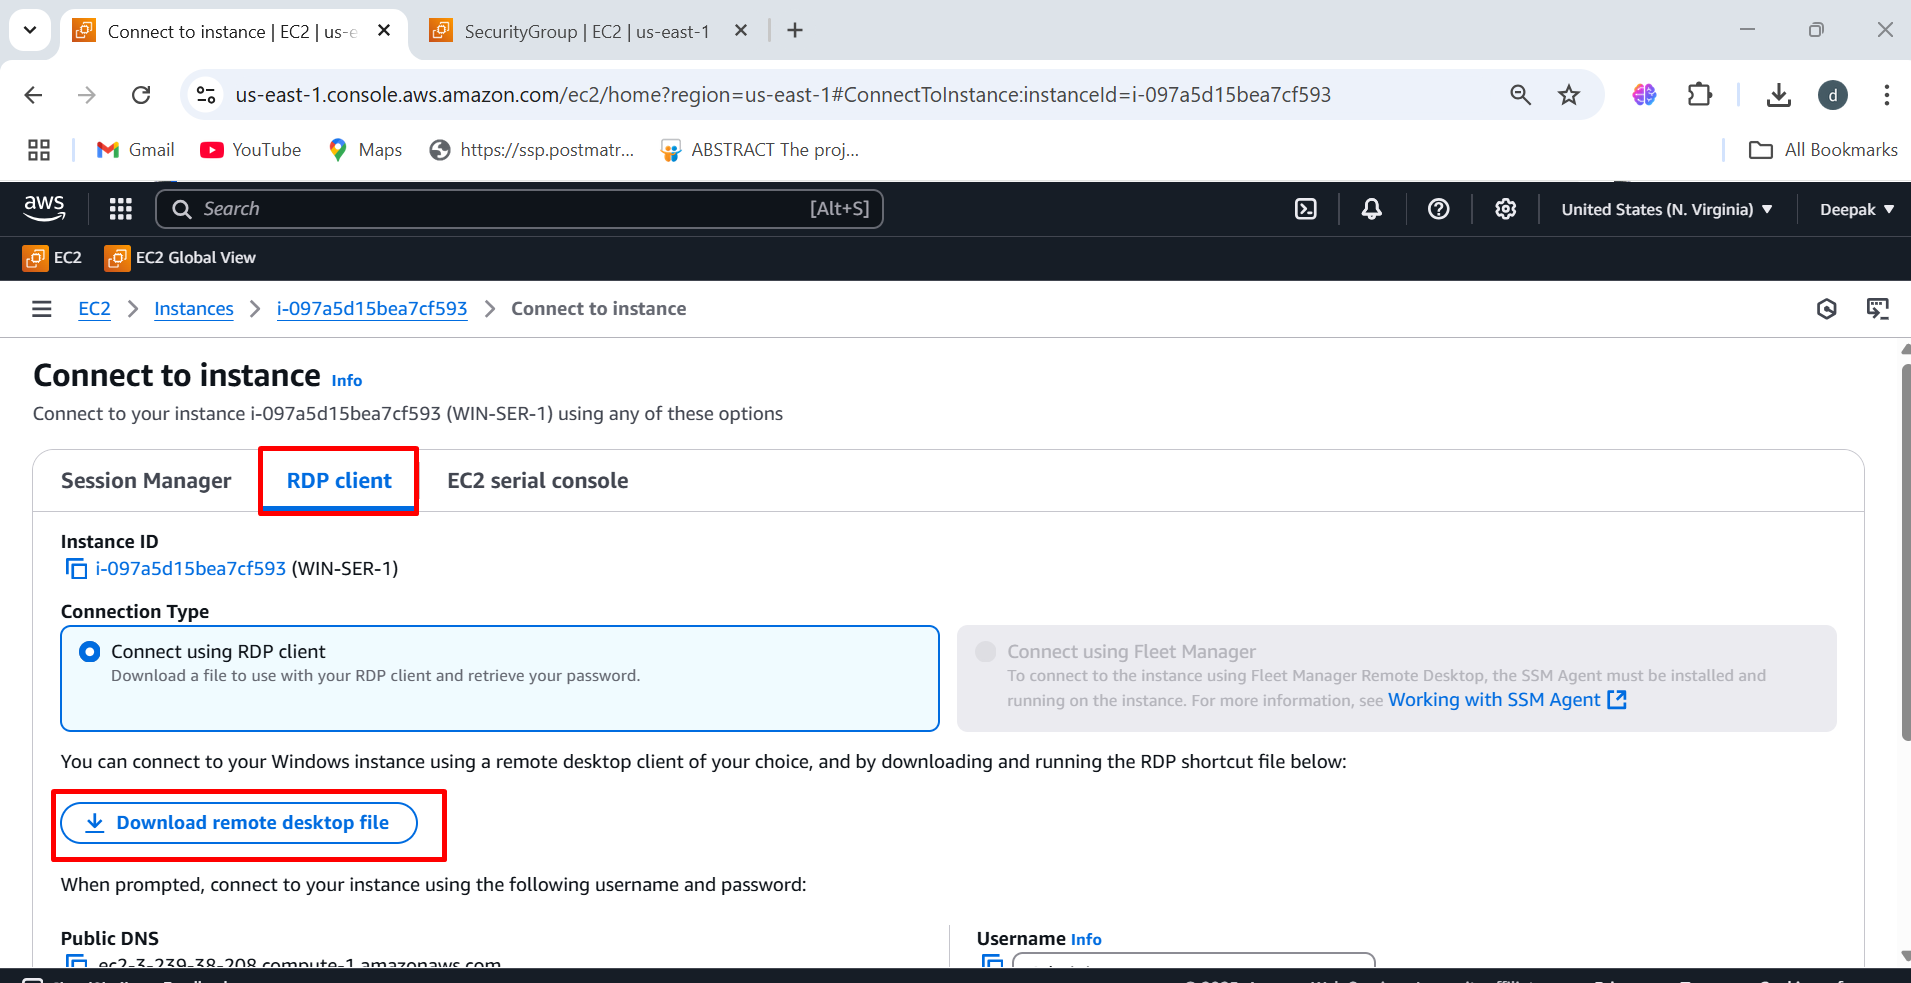 Connect to instance | EC2 | us-e
SecurityGroup | EC2 | us-east-1
us-east-1.console.aws.amazon.com/ec2/home?region=us-east-1#ConnectToInstance:instanceId=i-097a5d15bea7cf593
d
Gmail
YouTube
Maps
https://ssp.postmatr...
ABSTRACT The proj...
All Bookmarks
aws
Search
[Alt+S]
United States (N. Virginia)
Deepak
EC2
EC2 Global View
EC2
Instances
i-097a5d15bea7cf593
Connect to instance
Connect to instance Info
Connect to your instance i-097a5d15bea7cf593 (WIN-SER-1) using any of these options
Session Manager
RDP client
EC2 serial console
Instance ID
i-097a5d15bea7cf593 (WIN-SER-1)
Connection Type
Connect using RDP client
Download a file to use with your RDP client and retrieve your password.
Connect using Fleet Manager
To connect to the instance using Fleet Manager Remote Desktop, the SSM Agent must be installed and
running on the instance. For more information, see Working with SSM Agent
You can connect to your Windows instance using a remote desktop client of your choice, and by downloading and running the RDP shortcut file below:
Download remote desktop file
When prompted, connect to your instance using the following username and password:
Public DNS
ec2-3-239-38-208.compute-1.amazonaws.com
Username Info